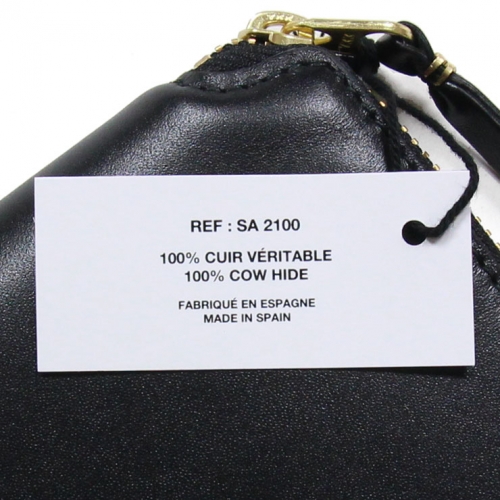 REF : SA 2100
100% CUIR VÉRITABLE
100% COW HIDE
FABRIQUÉ EN ESPAGNE
MADE IN SPAIN